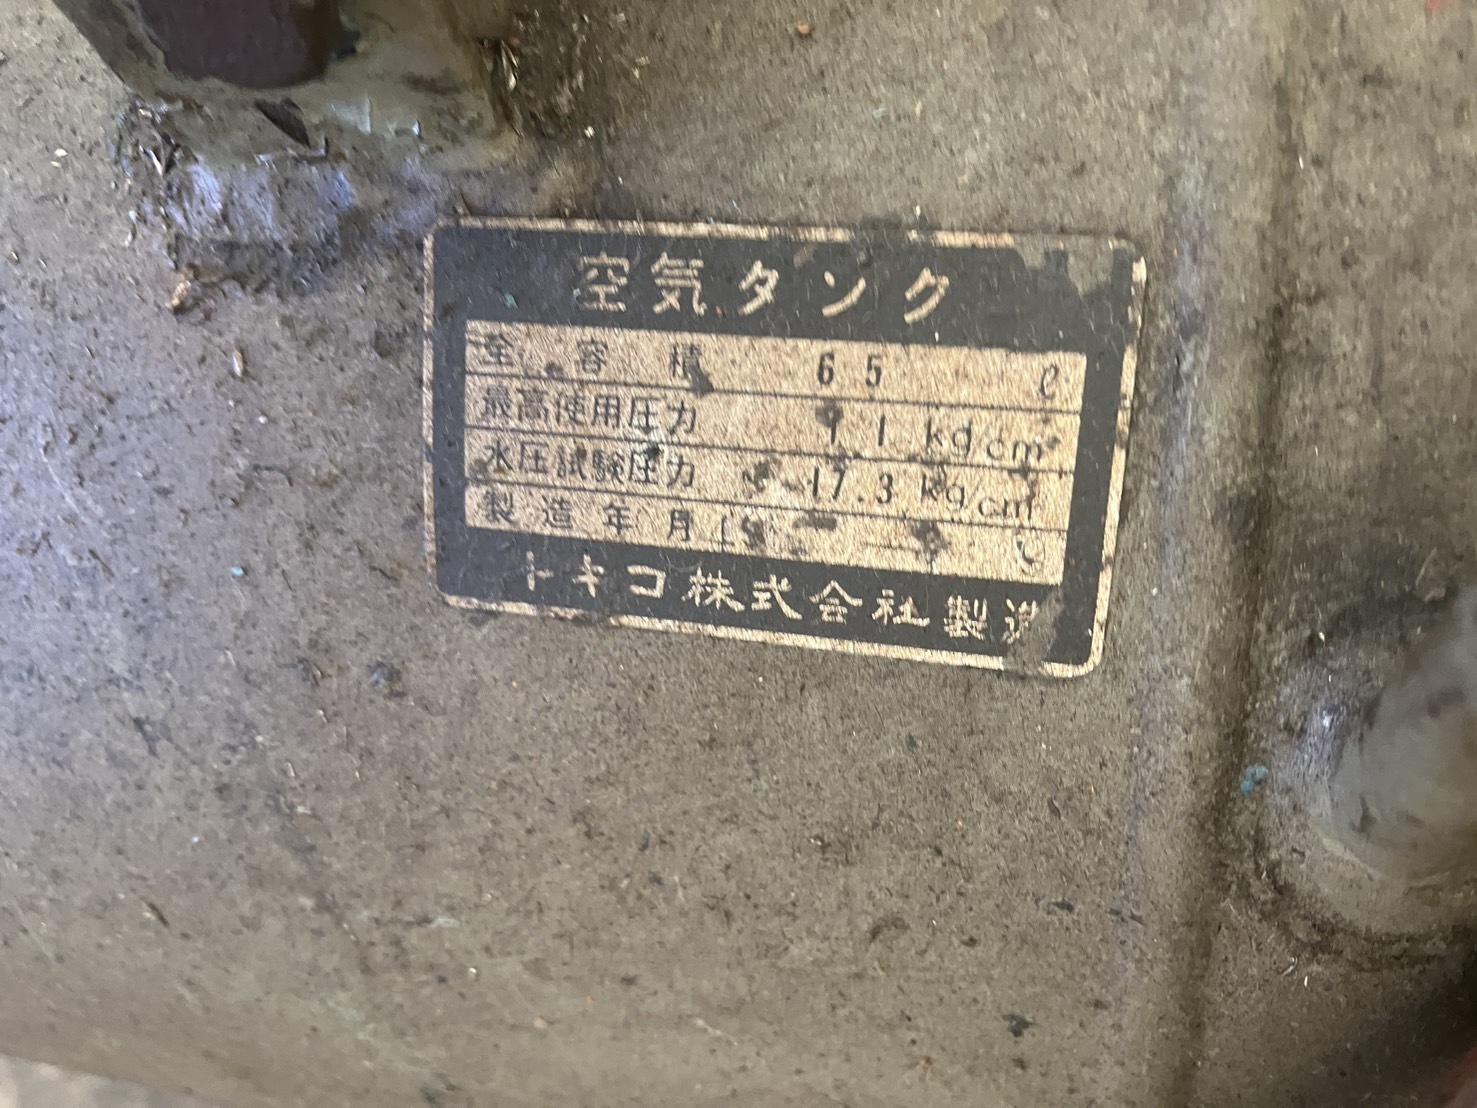 空気タンク
全容積 65 ℓ
最高使用圧力 11 kg/cm²
水圧試験圧力 17.3 kg/cm²
製造年月 19
トキコ株式会社製造